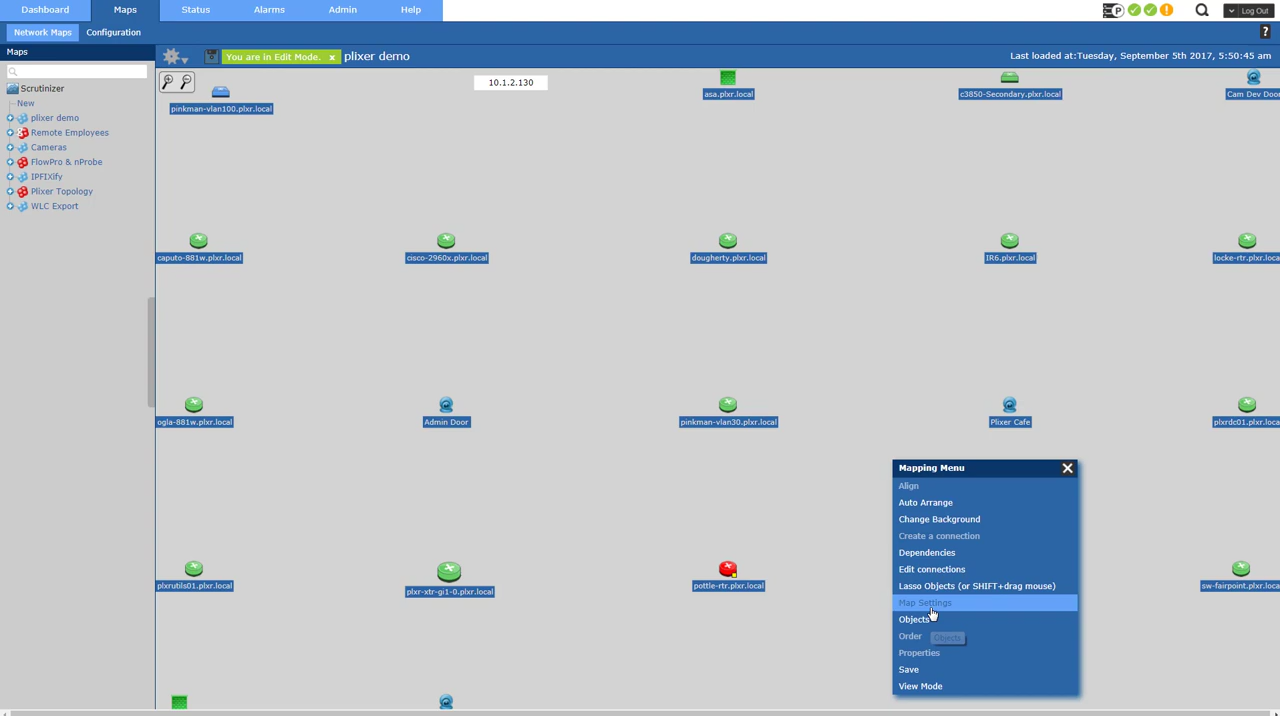 Dashboard
Maps
Status
Alarms
Admin
Help
P
Log Out
Network Maps
Configuration
?
Maps
You are in Edit Mode. x
plixer demo
Last loaded at:Tuesday, September 5th 2017, 5:50:45 am
Scrutinizer
New
plixer demo
Remote Employees
Cameras
FlowPro & nProbe
IPFIXify
Plixer Topology
WLC Export
10.1.2.130
pinkman-vlan100.plxr.local
asa.plxr.local
c3850-Secondary.plxr.local
Cam Dev Door
caputo-881w.plxr.local
cisco-2960x.plxr.local
dougherty.plxr.local
IR6.plxr.local
locke-rtr.plxr.loca
ogla-881w.plxr.local
Admin Door
pinkman-vlan30.plxr.local
Plixer Cafe
plxrdc01.plxr.loca
plxrutils01.plxr.local
plxr-xtr-gi1-0.plxr.local
pottle-rtr.plxr.local
sw-fairpoint.plxr.loca
Mapping Menu
Align
Auto Arrange
Change Background
Create a connection
Dependencies
Edit connections
Lasso Objects (or SHIFT+drag mouse)
Map Settings
Objects
Order
Objects
Properties
Save
View Mode